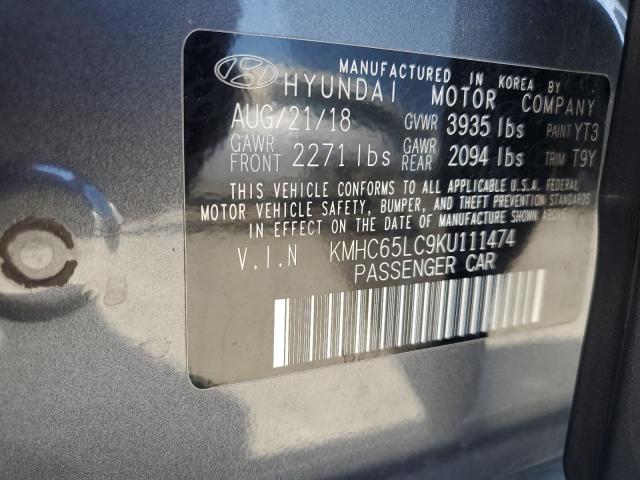 MANUFACTURED IN KOREA BY
HYUNDAI MOTOR COMPANY
AUG/21/18 GVWR 3935 lbs PAINT YT3
GAWR FRONT 2271 lbs GAWR REAR 2094 lbs TRIM T9Y
THIS VEHICLE CONFORMS TO ALL APPLICABLE U.S.A. FEDERAL
MOTOR VEHICLE SAFETY, BUMPER, AND THEFT PREVENTION STANDARDS
IN EFFECT ON THE DATE OF MANUFACTURE SHOWN ABOVE.
V.I.N KMHC65LC9KU111474
PASSENGER CAR